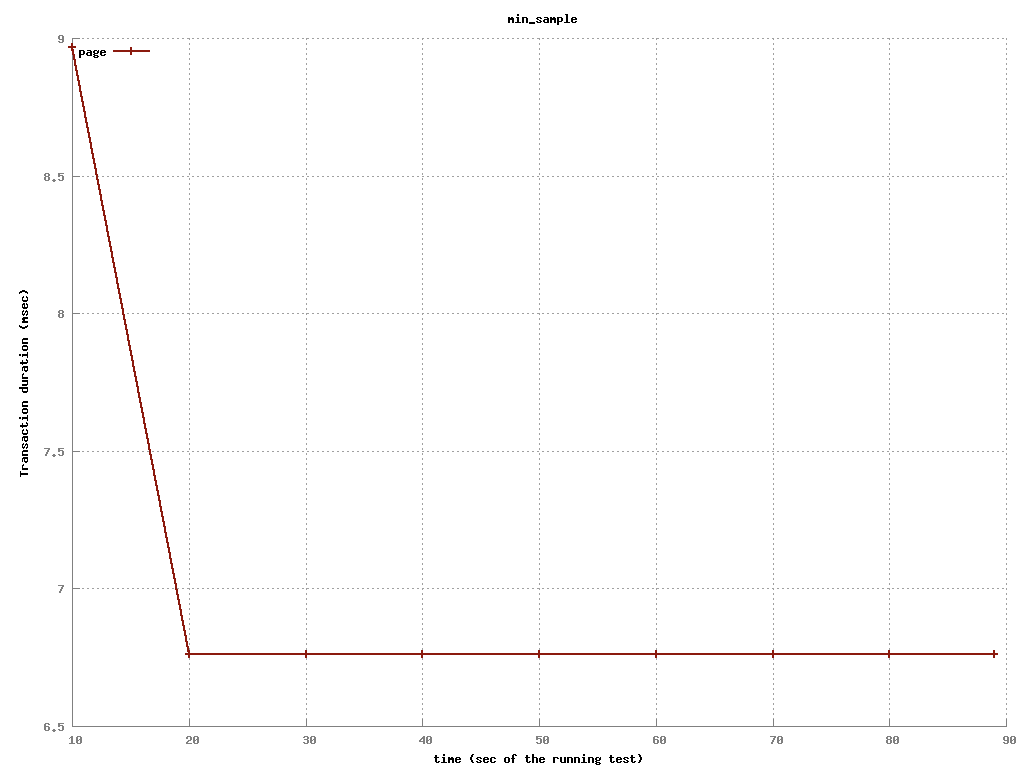 min_sample
page
9
8.5
8
7.5
7
6.5
Transaction duration (msec)
10 20 30 40 50 60 70 80 90
time (sec of the running test)